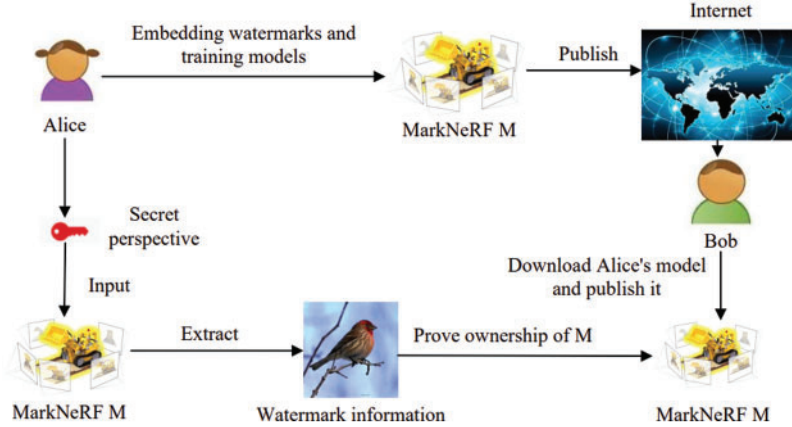 Internet
Embedding watermarks and
training models
Publish
Alice
MarkNeRF M
Secret
perspective
Bob
Input
Download Alice's model
and publish it
Extract
Prove ownership of M
MarkNeRF M
Watermark information
MarkNeRF M